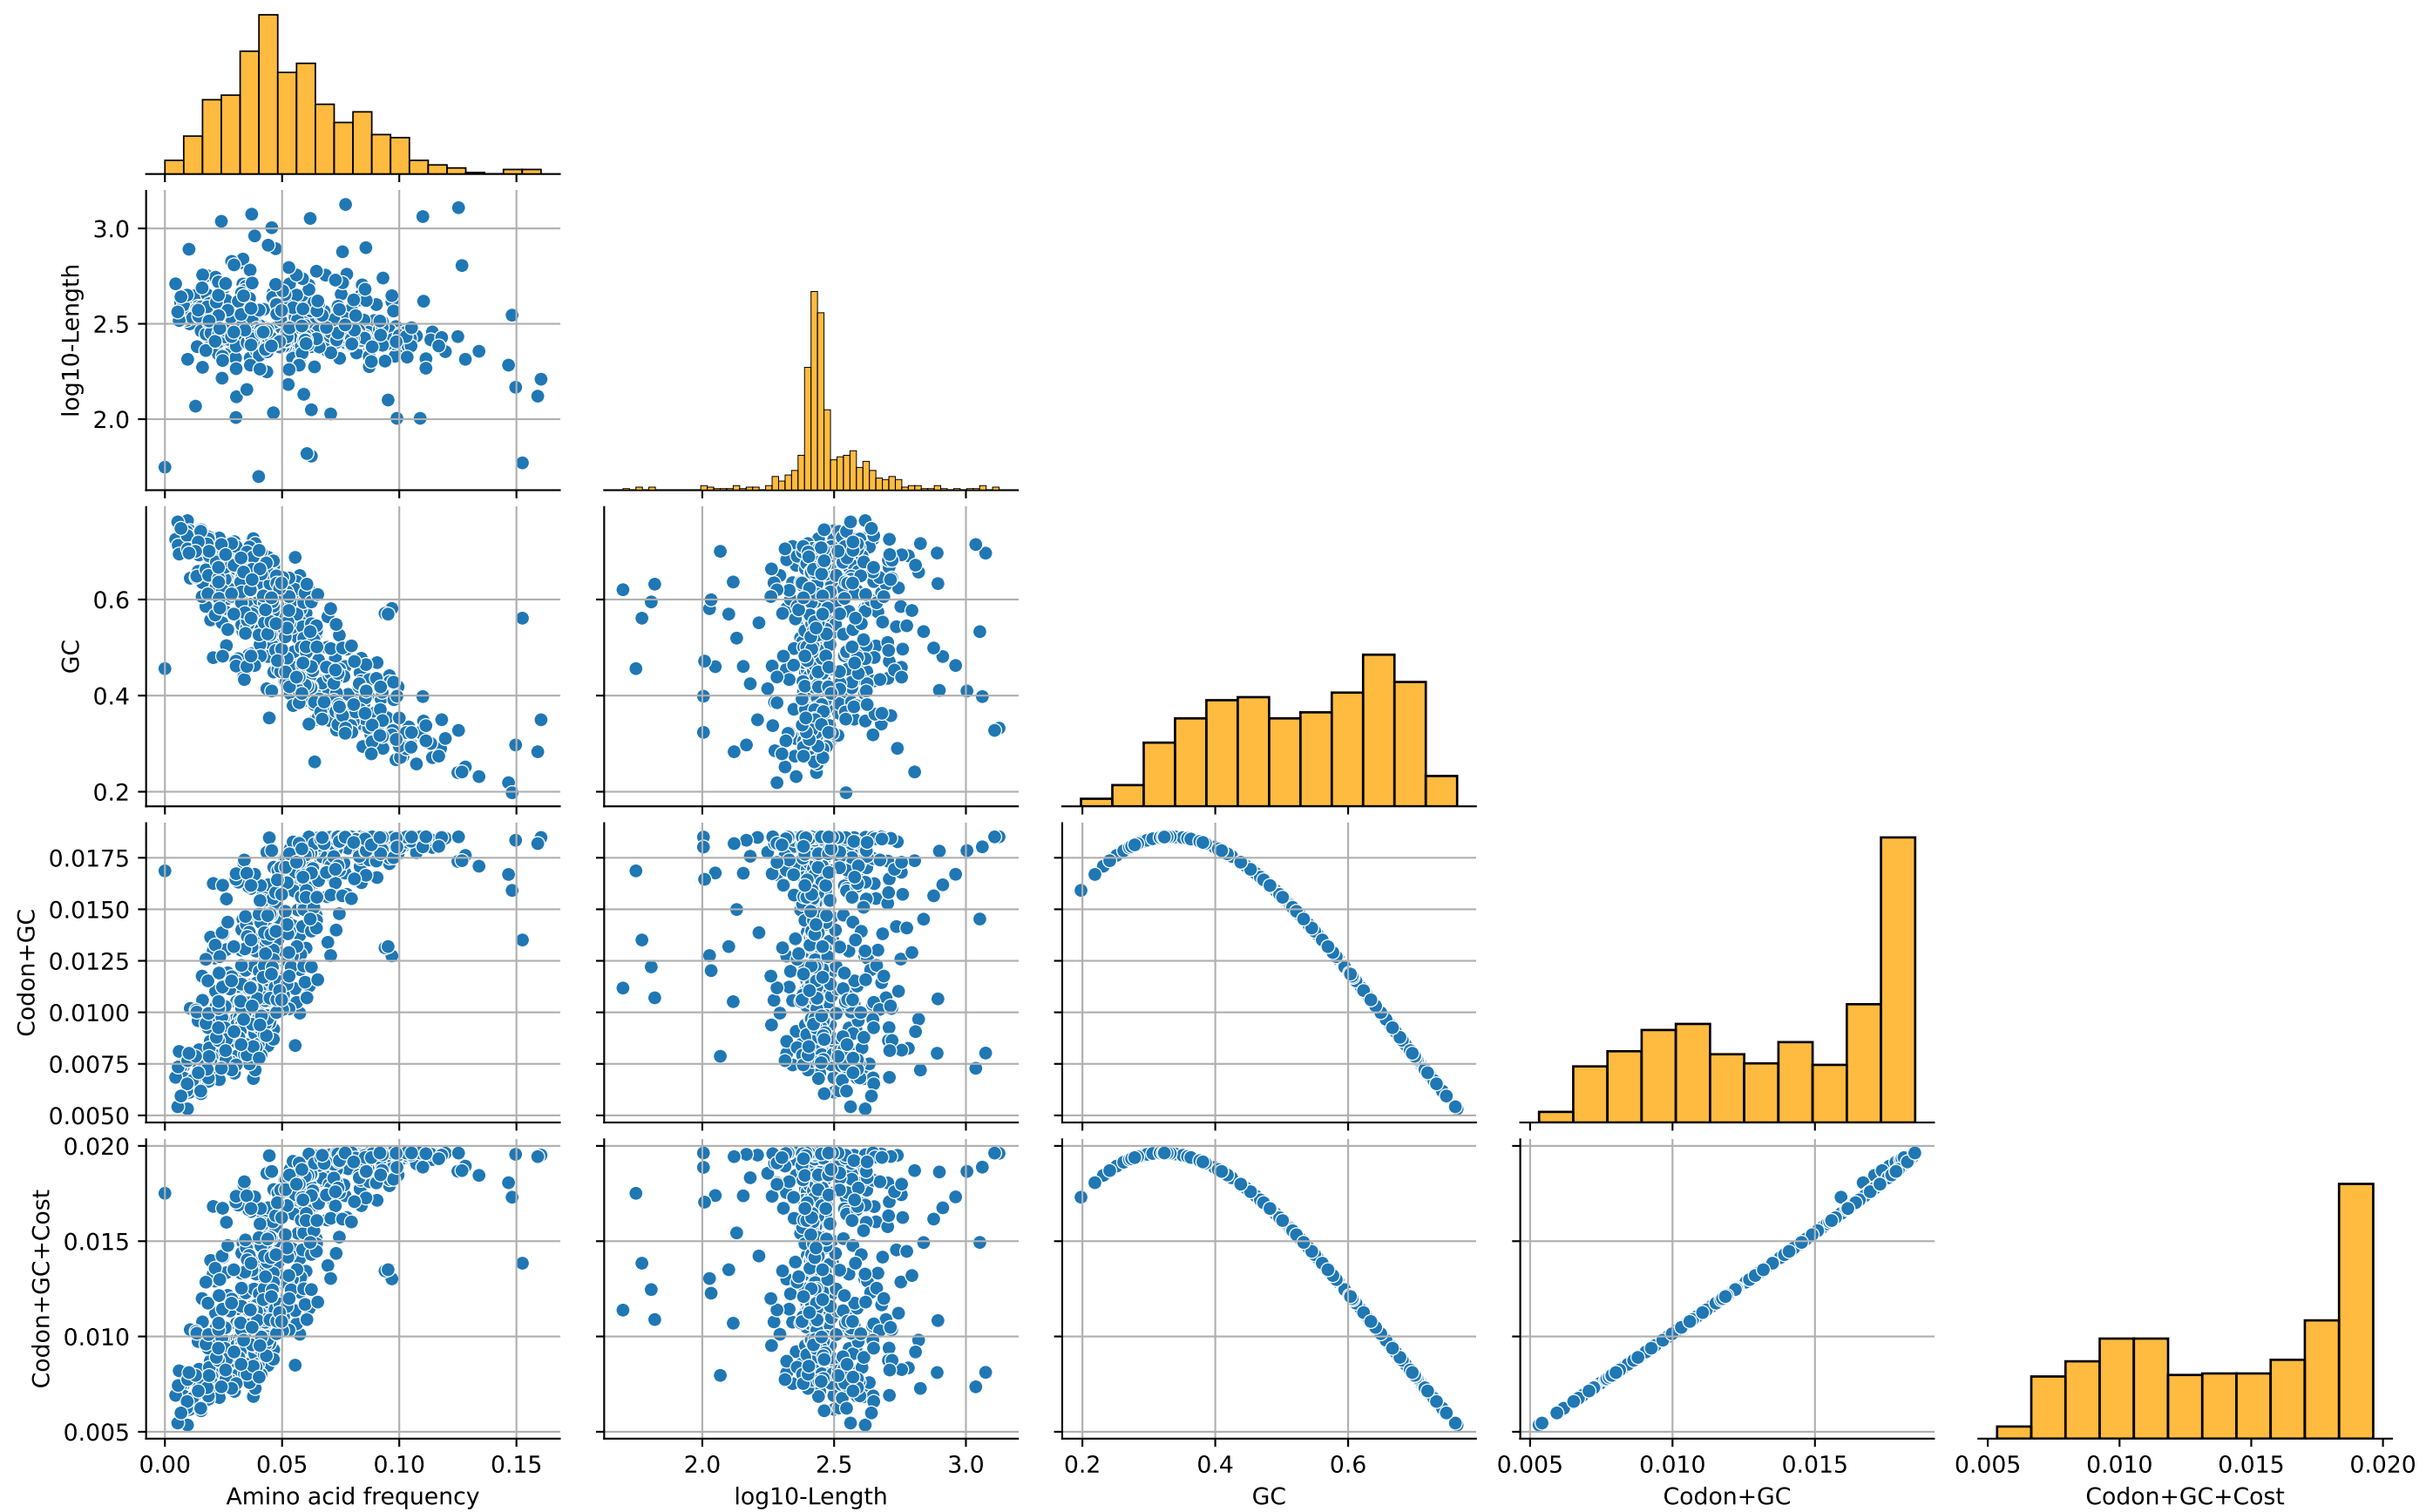 3.0
2.5
2.0
log10-Length
0.6
0.4
0.2
GC
0.0175
0.0150
0.0125
0.0100
0.0075
0.0050
Codon+GC
0.020
0.015
0.010
0.005
Codon+GC+Cost
0.00 0.05 0.10 0.15
Amino acid frequency
2.0 2.5 3.0
log10-Length
0.2 0.4 0.6
GC
0.005 0.010 0.015
Codon+GC
0.005 0.010 0.015 0.020
Codon+GC+Cost